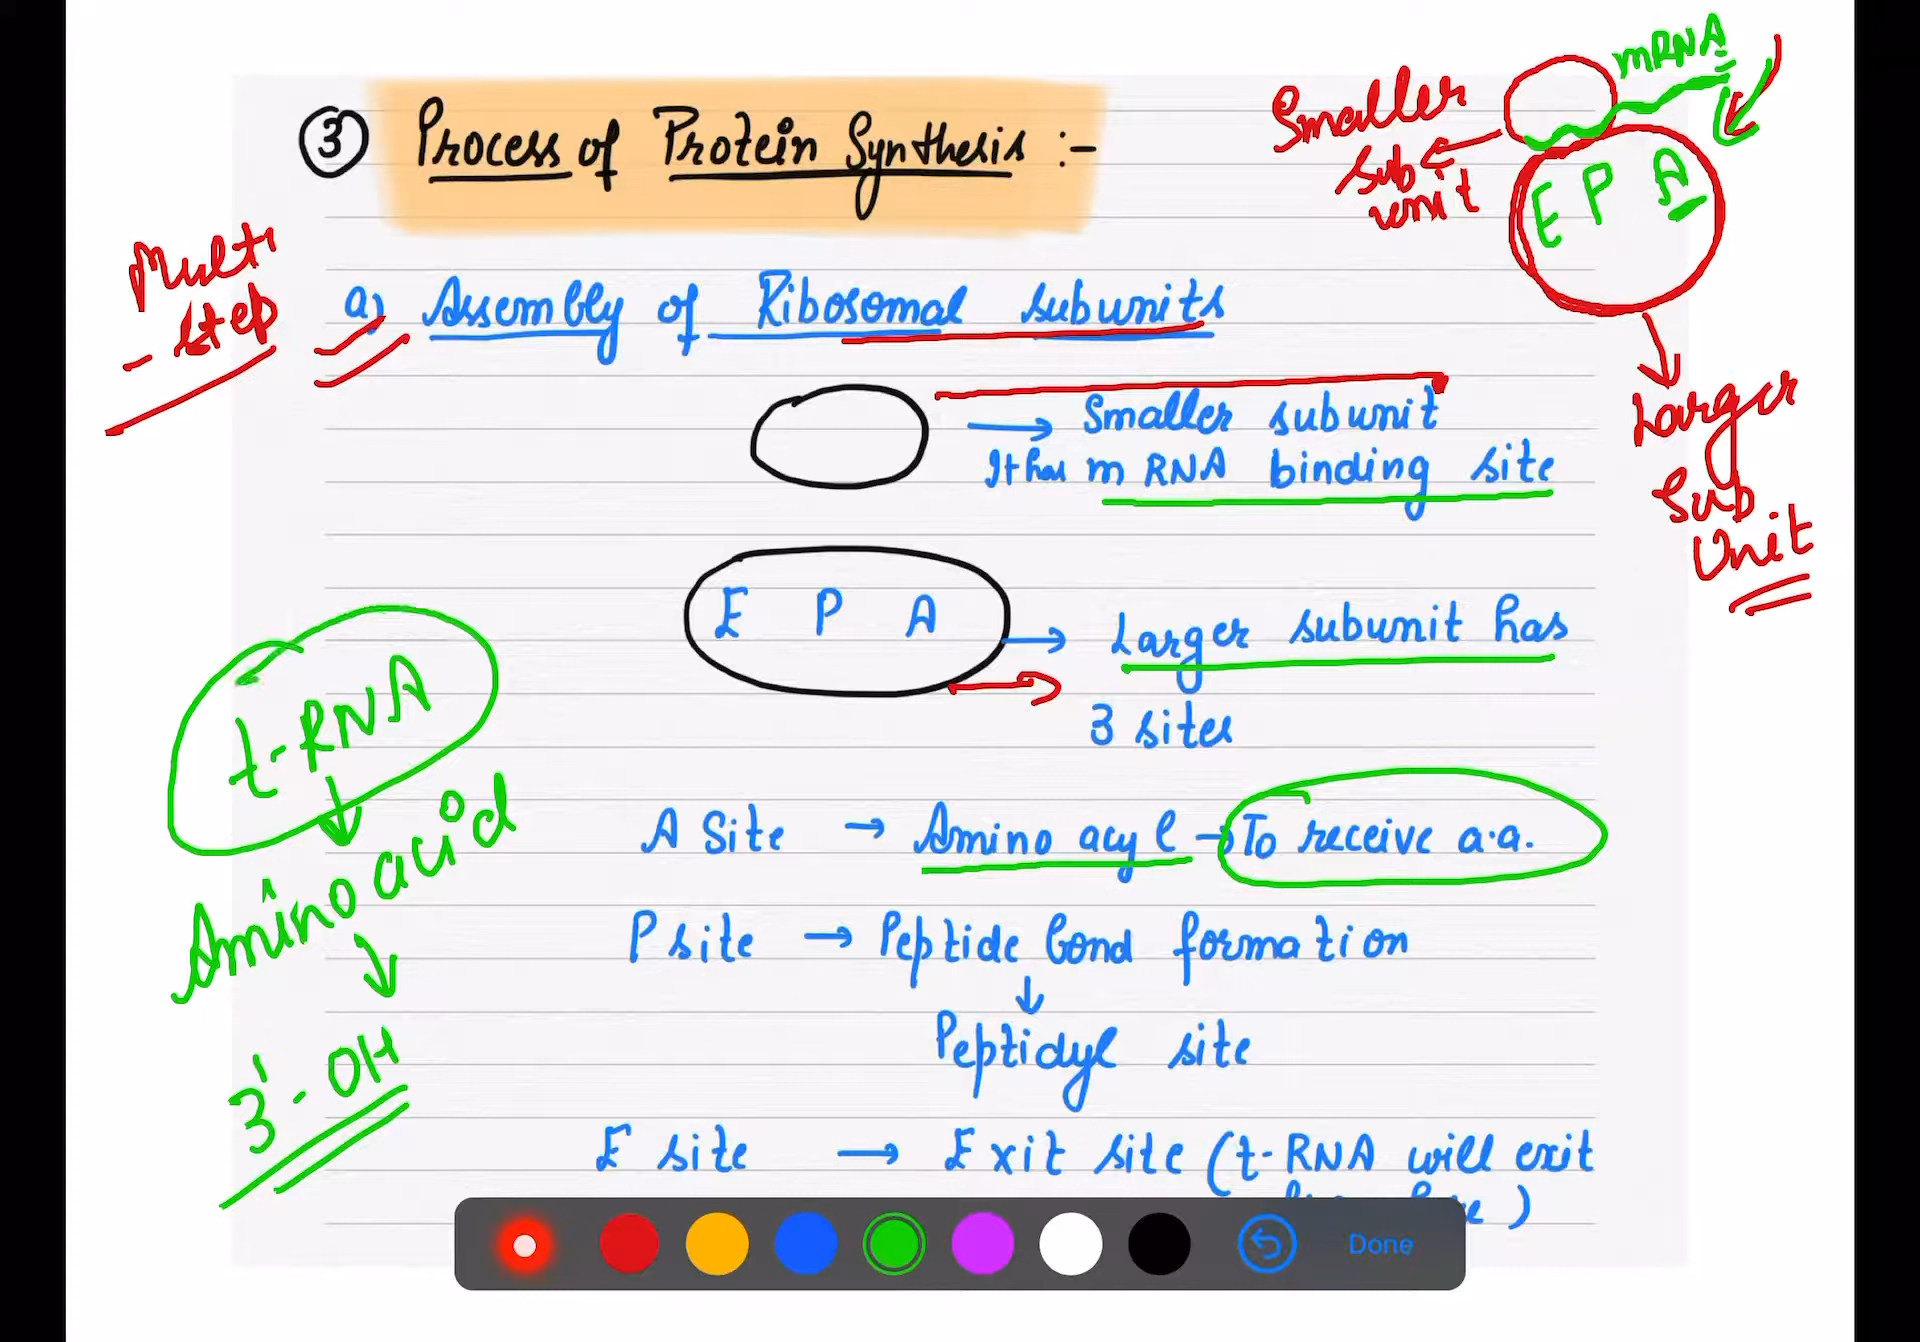 ③ Process of Protein Synthesis :-
Multi
- step
a) Assembly of Ribosomal subunits
→ Smaller subunit
It has m RNA binding site
E P A
→ Larger subunit has
3 sites
A Site → Amino acyl → To receive a.a.
P site → Peptide bond formation
↓
Peptidyl site
E site → Exit site (t-RNA will exit
)
mRNA
Smaller
sub
unit
E P A
Larger
Sub
Unit
t-RNA
Amino acid
3'-OH
Done